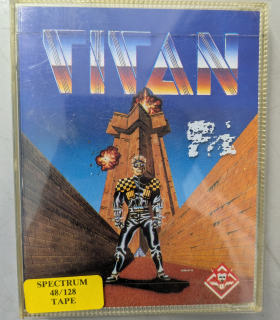 TITAN
SPECTRUM
48/128
TAPE